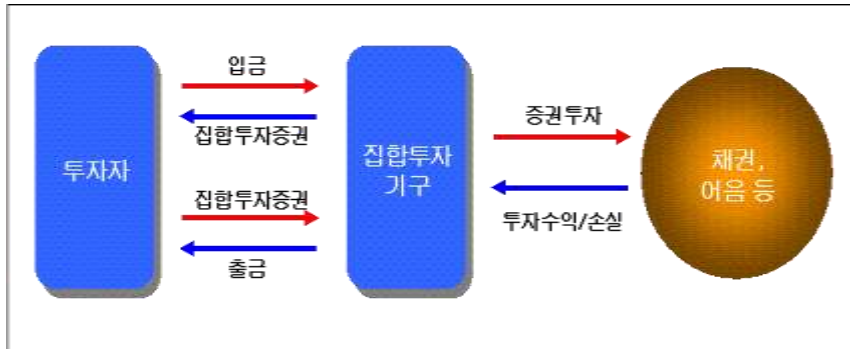 입금
집합투자증권
투자자
집합투자증권
출금
집합투자
기구
증권투자
투자수익/손실
채권,
어음 등